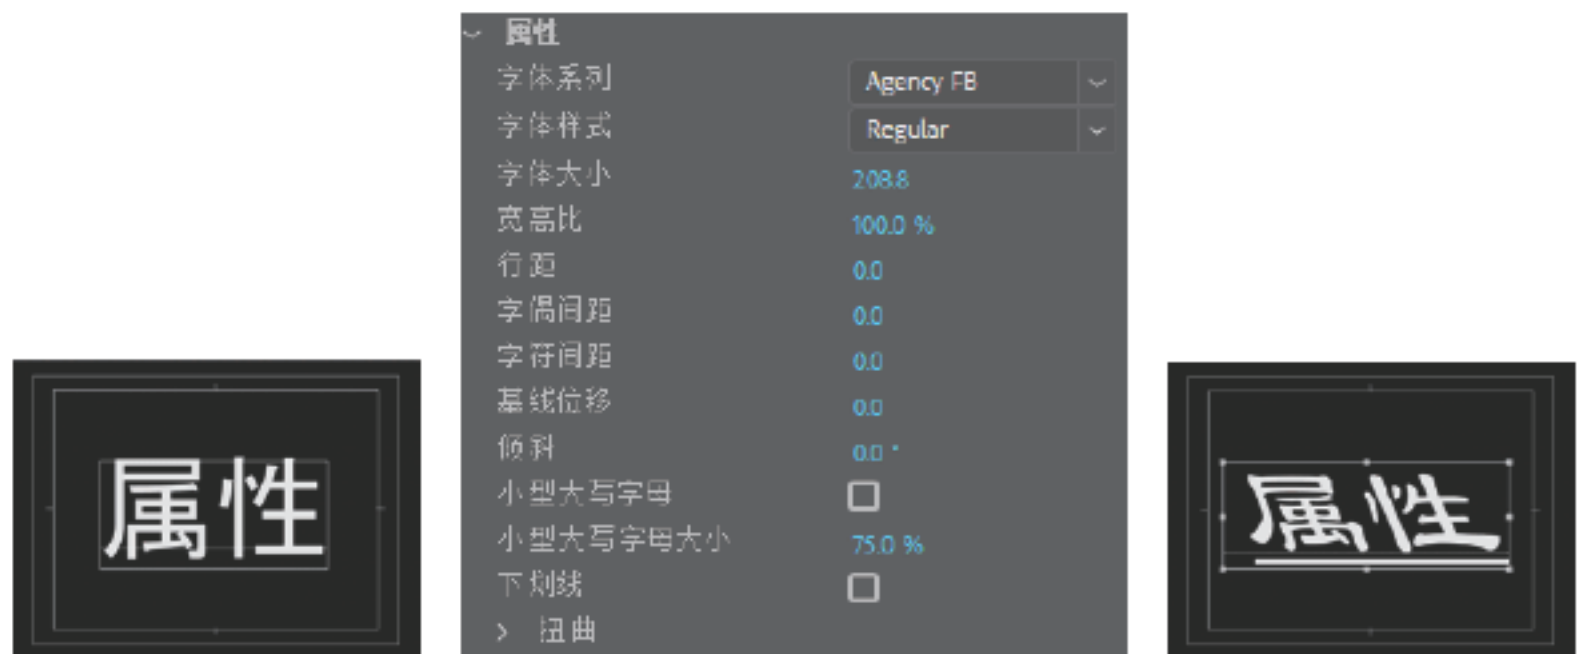 属性
属性
字体系列 Agency FB
字体样式 Regular
字体大小 208.8
宽高比 100.0 %
行距 0.0
字偶间距 0.0
字符间距 0.0
基线位移 0.0
倾斜 0.0 °
小型大写字母
小型大写字母大小 75.0 %
下划线
扭曲
属性